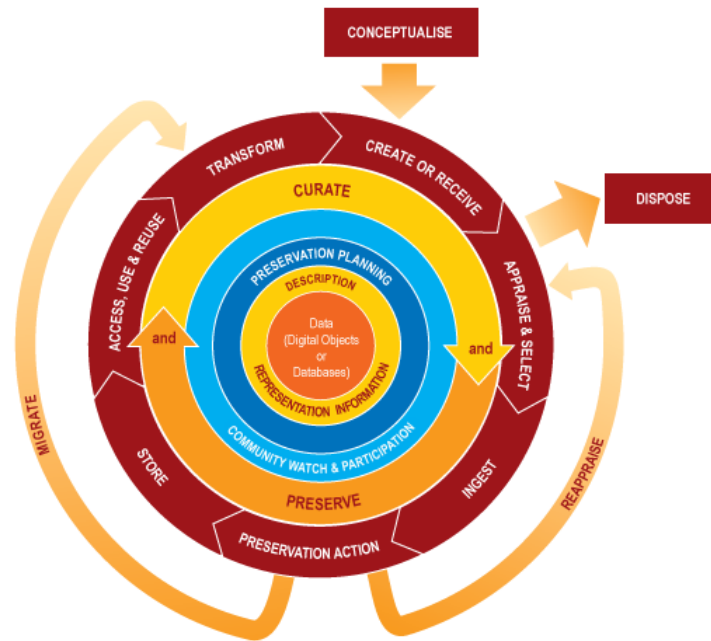 CONCEPTUALISE
CREATE OR RECEIVE
DISPOSE
APPRAISE & SELECT
REAPPRAISE
INGEST
PRESERVATION ACTION
MIGRATE
STORE
ACCESS, USE & REUSE
TRANSFORM
CURATE
and
PRESERVE
and
PRESERVATION PLANNING
COMMUNITY WATCH & PARTICIPATION
DESCRIPTION
REPRESENTATION INFORMATION
Data
(Digital Objects
or
Databases)